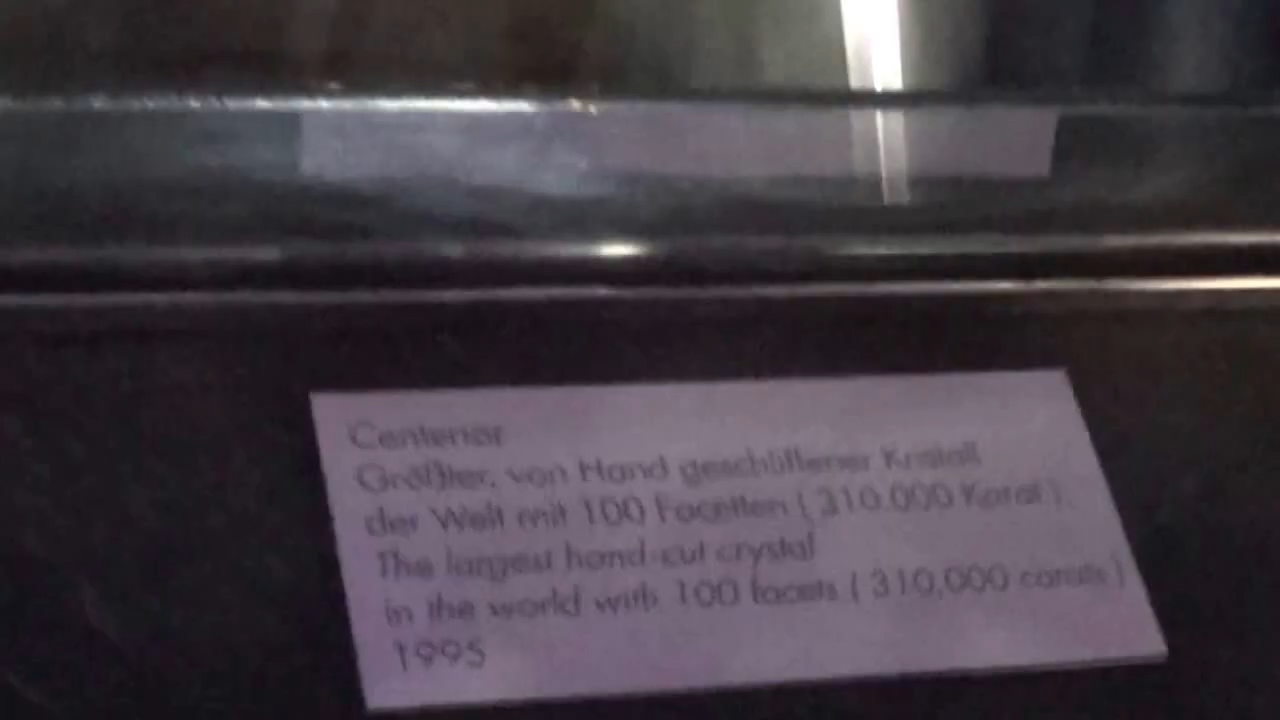 Centenar
Größter, von Hand geschliffener Kristall
der Welt mit 100 Facetten ( 310.000 Karat )
The largest hand-cut crystal
in the world with 100 facets ( 310,000 carats )
1995